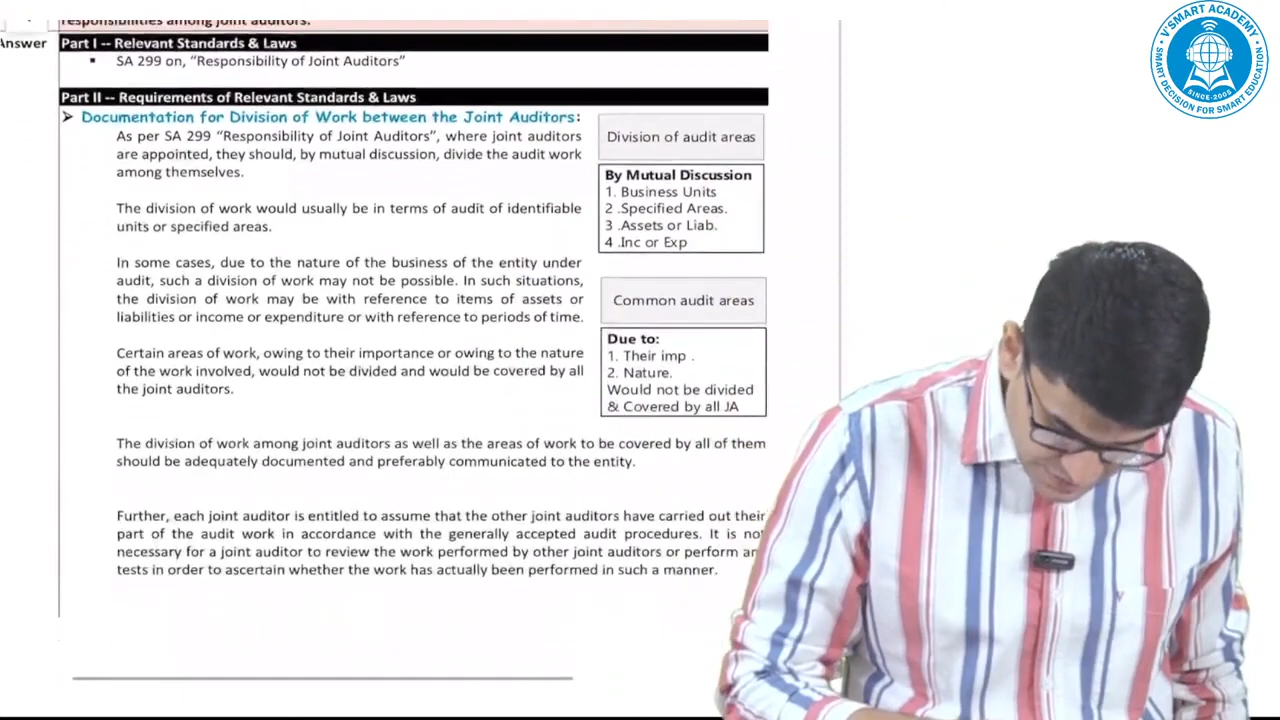 responsibilities among joint auditors.
Answer
Part I -- Relevant Standards & Laws
▪ SA 299 on, “Responsibility of Joint Auditors”
Part II -- Requirements of Relevant Standards & Laws
➢ Documentation for Division of Work between the Joint Auditors:
As per SA 299 “Responsibility of Joint Auditors”, where joint auditors
are appointed, they should, by mutual discussion, divide the audit work
among themselves.
The division of work would usually be in terms of audit of identifiable
units or specified areas.
In some cases, due to the nature of the business of the entity under
audit, such a division of work may not be possible. In such situations,
the division of work may be with reference to items of assets or
liabilities or income or expenditure or with reference to periods of time.
Certain areas of work, owing to their importance or owing to the nature
of the work involved, would not be divided and would be covered by all
the joint auditors.
Division of audit areas
By Mutual Discussion
1. Business Units
2 .Specified Areas.
3 .Assets or Liab.
4 .Inc or Exp
Common audit areas
Due to:
1. Their imp .
2. Nature.
Would not be divided
& Covered by all JA
The division of work among joint auditors as well as the areas of work to be covered by all of them
should be adequately documented and preferably communicated to the entity.
Further, each joint auditor is entitled to assume that the other joint auditors have carried out their
part of the audit work in accordance with the generally accepted audit procedures. It is not
necessary for a joint auditor to review the work performed by other joint auditors or perform
tests in order to ascertain whether the work has actually been performed in such a manner.
V'SMART ACADEMY
SMART DECISION FOR SMART EDUCATION
SINCE-2005